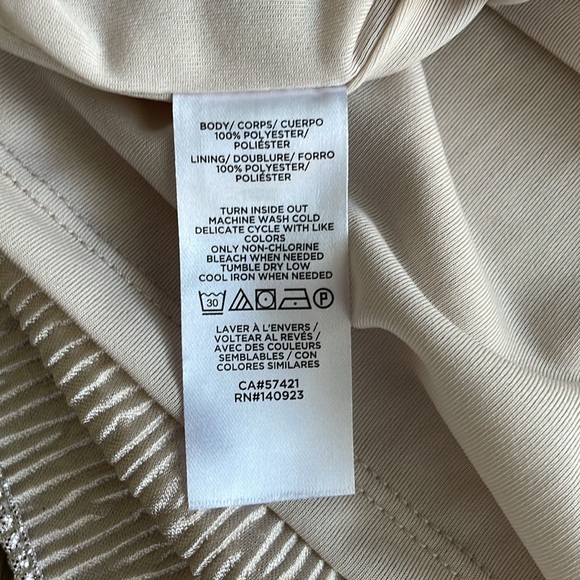 BODY/ CORPS/ CUERPO
100% POLYESTER/
POLIÉSTER
LINING/ DOUBLURE/ FORRO
100% POLYESTER/
POLIÉSTER
TURN INSIDE OUT
MACHINE WASH COLD
DELICATE CYCLE WITH LIKE
COLORS
ONLY NON-CHLORINE
BLEACH WHEN NEEDED
TUMBLE DRY LOW
COOL IRON WHEN NEEDED
30 P
LAVER À L'ENVERS /
VOLTEAR AL REVÉS /
AVEC DES COULEURS
SEMBLABLES / CON
COLORES SIMILARES
CA#57421
RN#140923